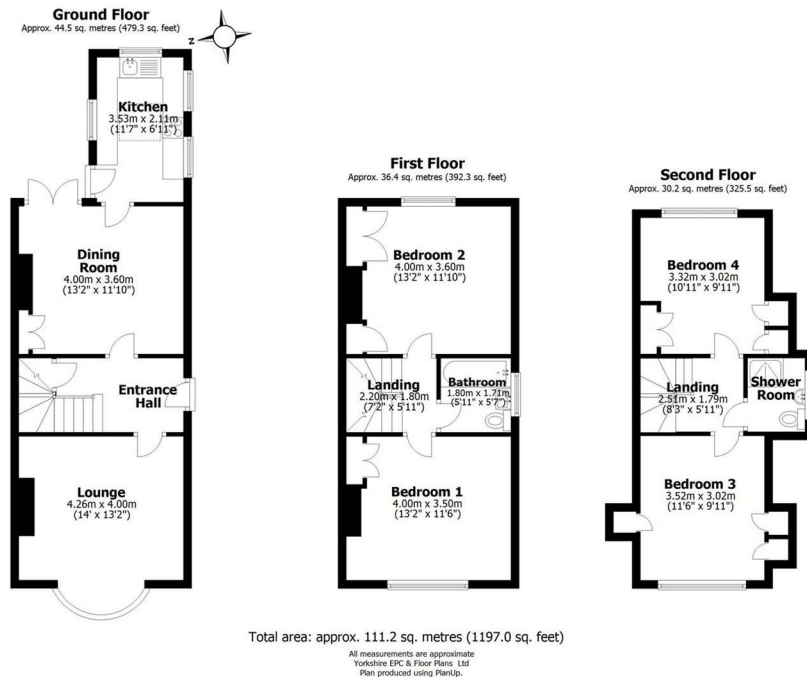 Ground Floor
Approx. 44.5 sq. metres (479.3 sq. feet)
N
Kitchen
3.53m x 2.11m
(11'7" x 6'11")
Dining
Room
4.00m x 3.60m
(13'2" x 11'10")
Entrance
Hall
Lounge
4.26m x 4.00m
(14' x 13'2")
First Floor
Approx. 36.4 sq. metres (392.3 sq. feet)
Bedroom 2
4.00m x 3.60m
(13'2" x 11'10")
Landing
2.20m x 1.80m
(7'2" x 5'11")
Bathroom
1.80m x 1.71m
(5'11" x 5'7")
Bedroom 1
4.00m x 3.50m
(13'2" x 11'6")
Second Floor
Approx. 30.2 sq. metres (325.5 sq. feet)
Bedroom 4
3.32m x 3.02m
(10'11" x 9'11")
Landing
2.51m x 1.79m
(8'3" x 5'11")
Shower
Room
Bedroom 3
3.52m x 3.02m
(11'6" x 9'11")
Total area: approx. 111.2 sq. metres (1197.0 sq. feet)
All measurements are approximate
Yorkshire EPC & Floor Plans Ltd
Plan produced using PlanUp.